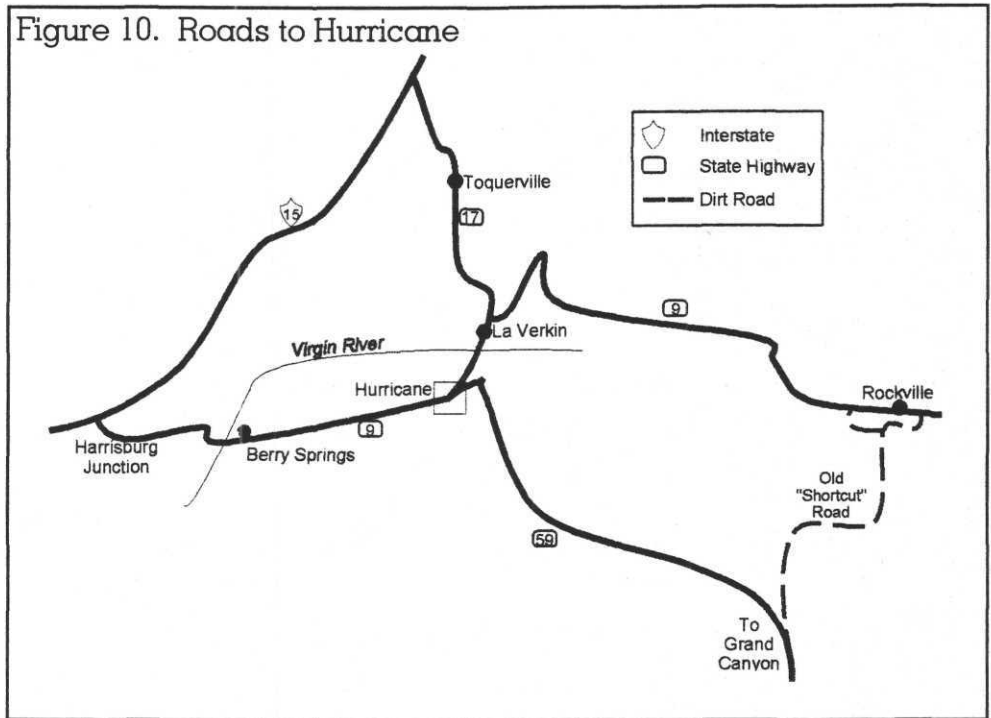 Figure 10. Roads to Hurricane
Interstate
State Highway
Dirt Road
Toquerville
15
17
9
La Verkin
Virgin River
Hurricane
Rockville
9
Harrisburg
Junction
Berry Springs
Old
"Shortcut"
Road
59
To
Grand
Canyon